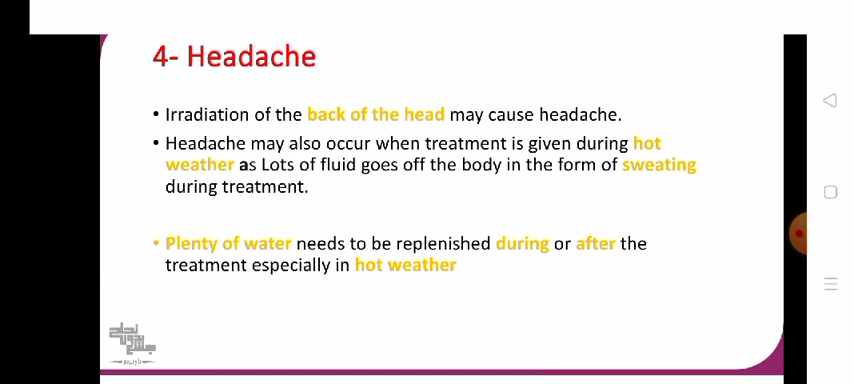 4- Headache
• Irradiation of the back of the head may cause headache.
• Headache may also occur when treatment is given during hot
weather as Lots of fluid goes off the body in the form of sweating
during treatment.
• Plenty of water needs to be replenished during or after the
treatment especially in hot weather